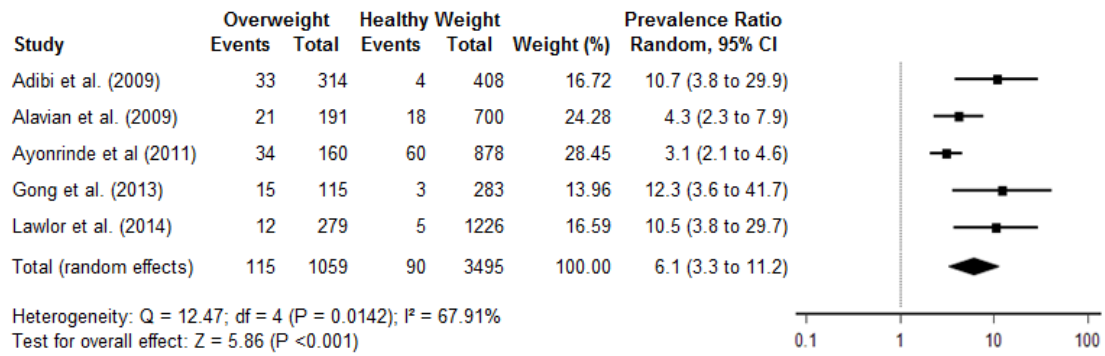 Overweight Healthy Weight Prevalence Ratio
Study Events Total Events Total Weight (%) Random, 95% CI
Adibi et al. (2009) 33 314 4 408 16.72 10.7 (3.8 to 29.9)
Alavian et al. (2009) 21 191 18 700 24.28 4.3 (2.3 to 7.9)
Ayonrinde et al (2011) 34 160 60 878 28.45 3.1 (2.1 to 4.6)
Gong et al. (2013) 15 115 3 283 13.96 12.3 (3.6 to 41.7)
Lawlor et al. (2014) 12 279 5 1226 16.59 10.5 (3.8 to 29.7)
Total (random effects) 115 1059 90 3495 100.00 6.1 (3.3 to 11.2)
Heterogeneity: Q = 12.47; df = 4 (P = 0.0142); I² = 67.91%
Test for overall effect: Z = 5.86 (P <0.001)
0.1 1 10 100